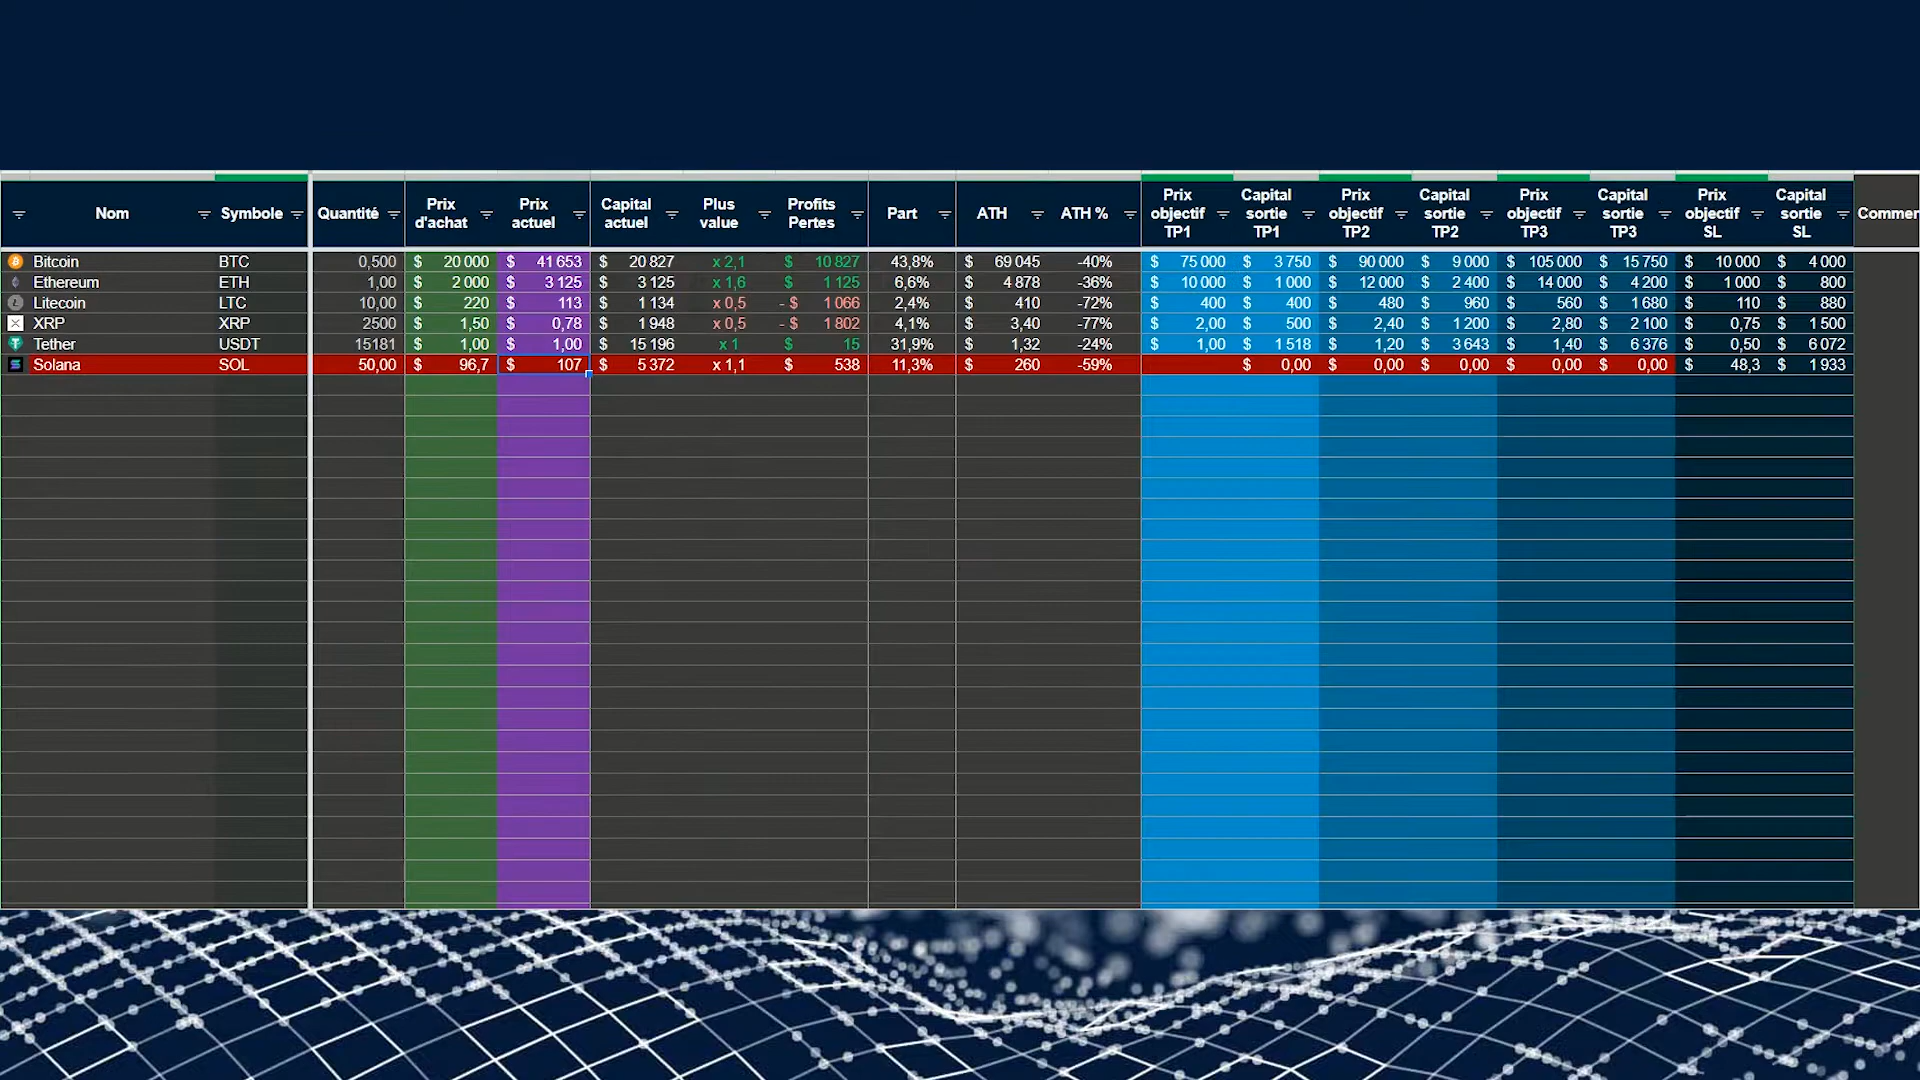 Nom Symbole Quantité Prix d'achat Prix actuel Capital actuel Plus value Profits Pertes Part ATH ATH % Prix objectif TP1 Capital sortie TP1 Prix objectif TP2 Capital sortie TP2 Prix objectif TP3 Capital sortie TP3 Prix objectif SL Capital sortie SL Commer
Bitcoin BTC 0,500 $ 20 000 $ 41 653 $ 20 827 x 2,1 $ 10 827 43,8% $ 69 045 -40% $ 75 000 $ 3 750 $ 90 000 $ 9 000 $ 105 000 $ 15 750 $ 10 000 $ 4 000
Ethereum ETH 1,00 $ 2 000 $ 3 125 $ 3 125 x 1,6 $ 1 125 6,6% $ 4 878 -36% $ 10 000 $ 1 000 $ 12 000 $ 2 400 $ 14 000 $ 4 200 $ 1 000 $ 800
Litecoin LTC 10,00 $ 220 $ 113 $ 1 134 x 0,5 - $ 1 066 2,4% $ 410 -72% $ 400 $ 400 $ 480 $ 960 $ 560 $ 1 680 $ 110 $ 880
XRP XRP 2500 $ 1,50 $ 0,78 $ 1 948 x 0,5 - $ 1 802 4,1% $ 3,40 -77% $ 2,00 $ 500 $ 2,40 $ 1 200 $ 2,80 $ 2 100 $ 0,75 $ 1 500
Tether USDT 15181 $ 1,00 $ 1,00 $ 15 196 x 1 $ 15 31,9% $ 1,32 -24% $ 1,00 $ 1 518 $ 1,20 $ 3 643 $ 1,40 $ 6 376 $ 0,50 $ 6 072
Solana SOL 50,00 $ 96,7 $ 107 $ 5 372 x 1,1 $ 538 11,3% $ 260 -59% $ 0,00 $ 0,00 $ 0,00 $ 0,00 $ 0,00 $ 48,3 $ 1 933